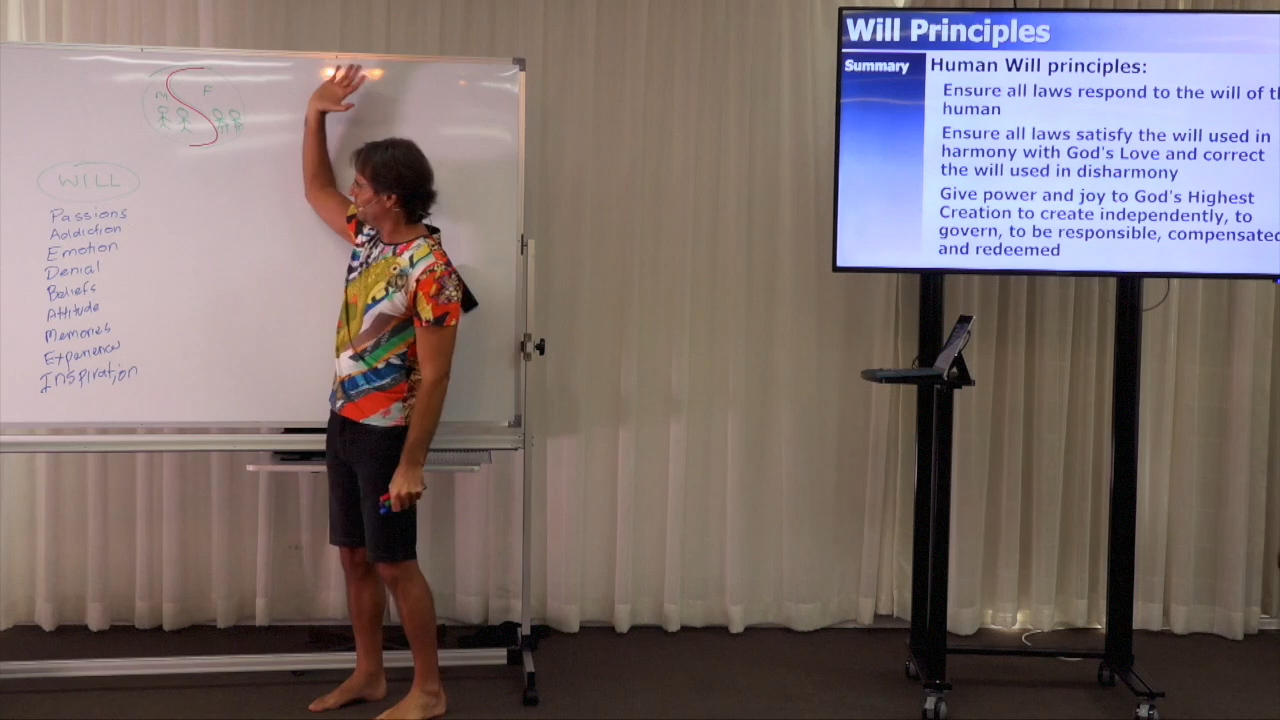 M
F
WILL
Passions
Addiction
Emotion
Denial
Beliefs
Attitude
Memories
Experience
Inspiration
Will Principles
Summary
Human Will principles:
Ensure all laws respond to the will of th
human
Ensure all laws satisfy the will used in
harmony with God's Love and correct
the will used in disharmony
Give power and joy to God's Highest
Creation to create independently, to
govern, to be responsible, compensated
and redeemed